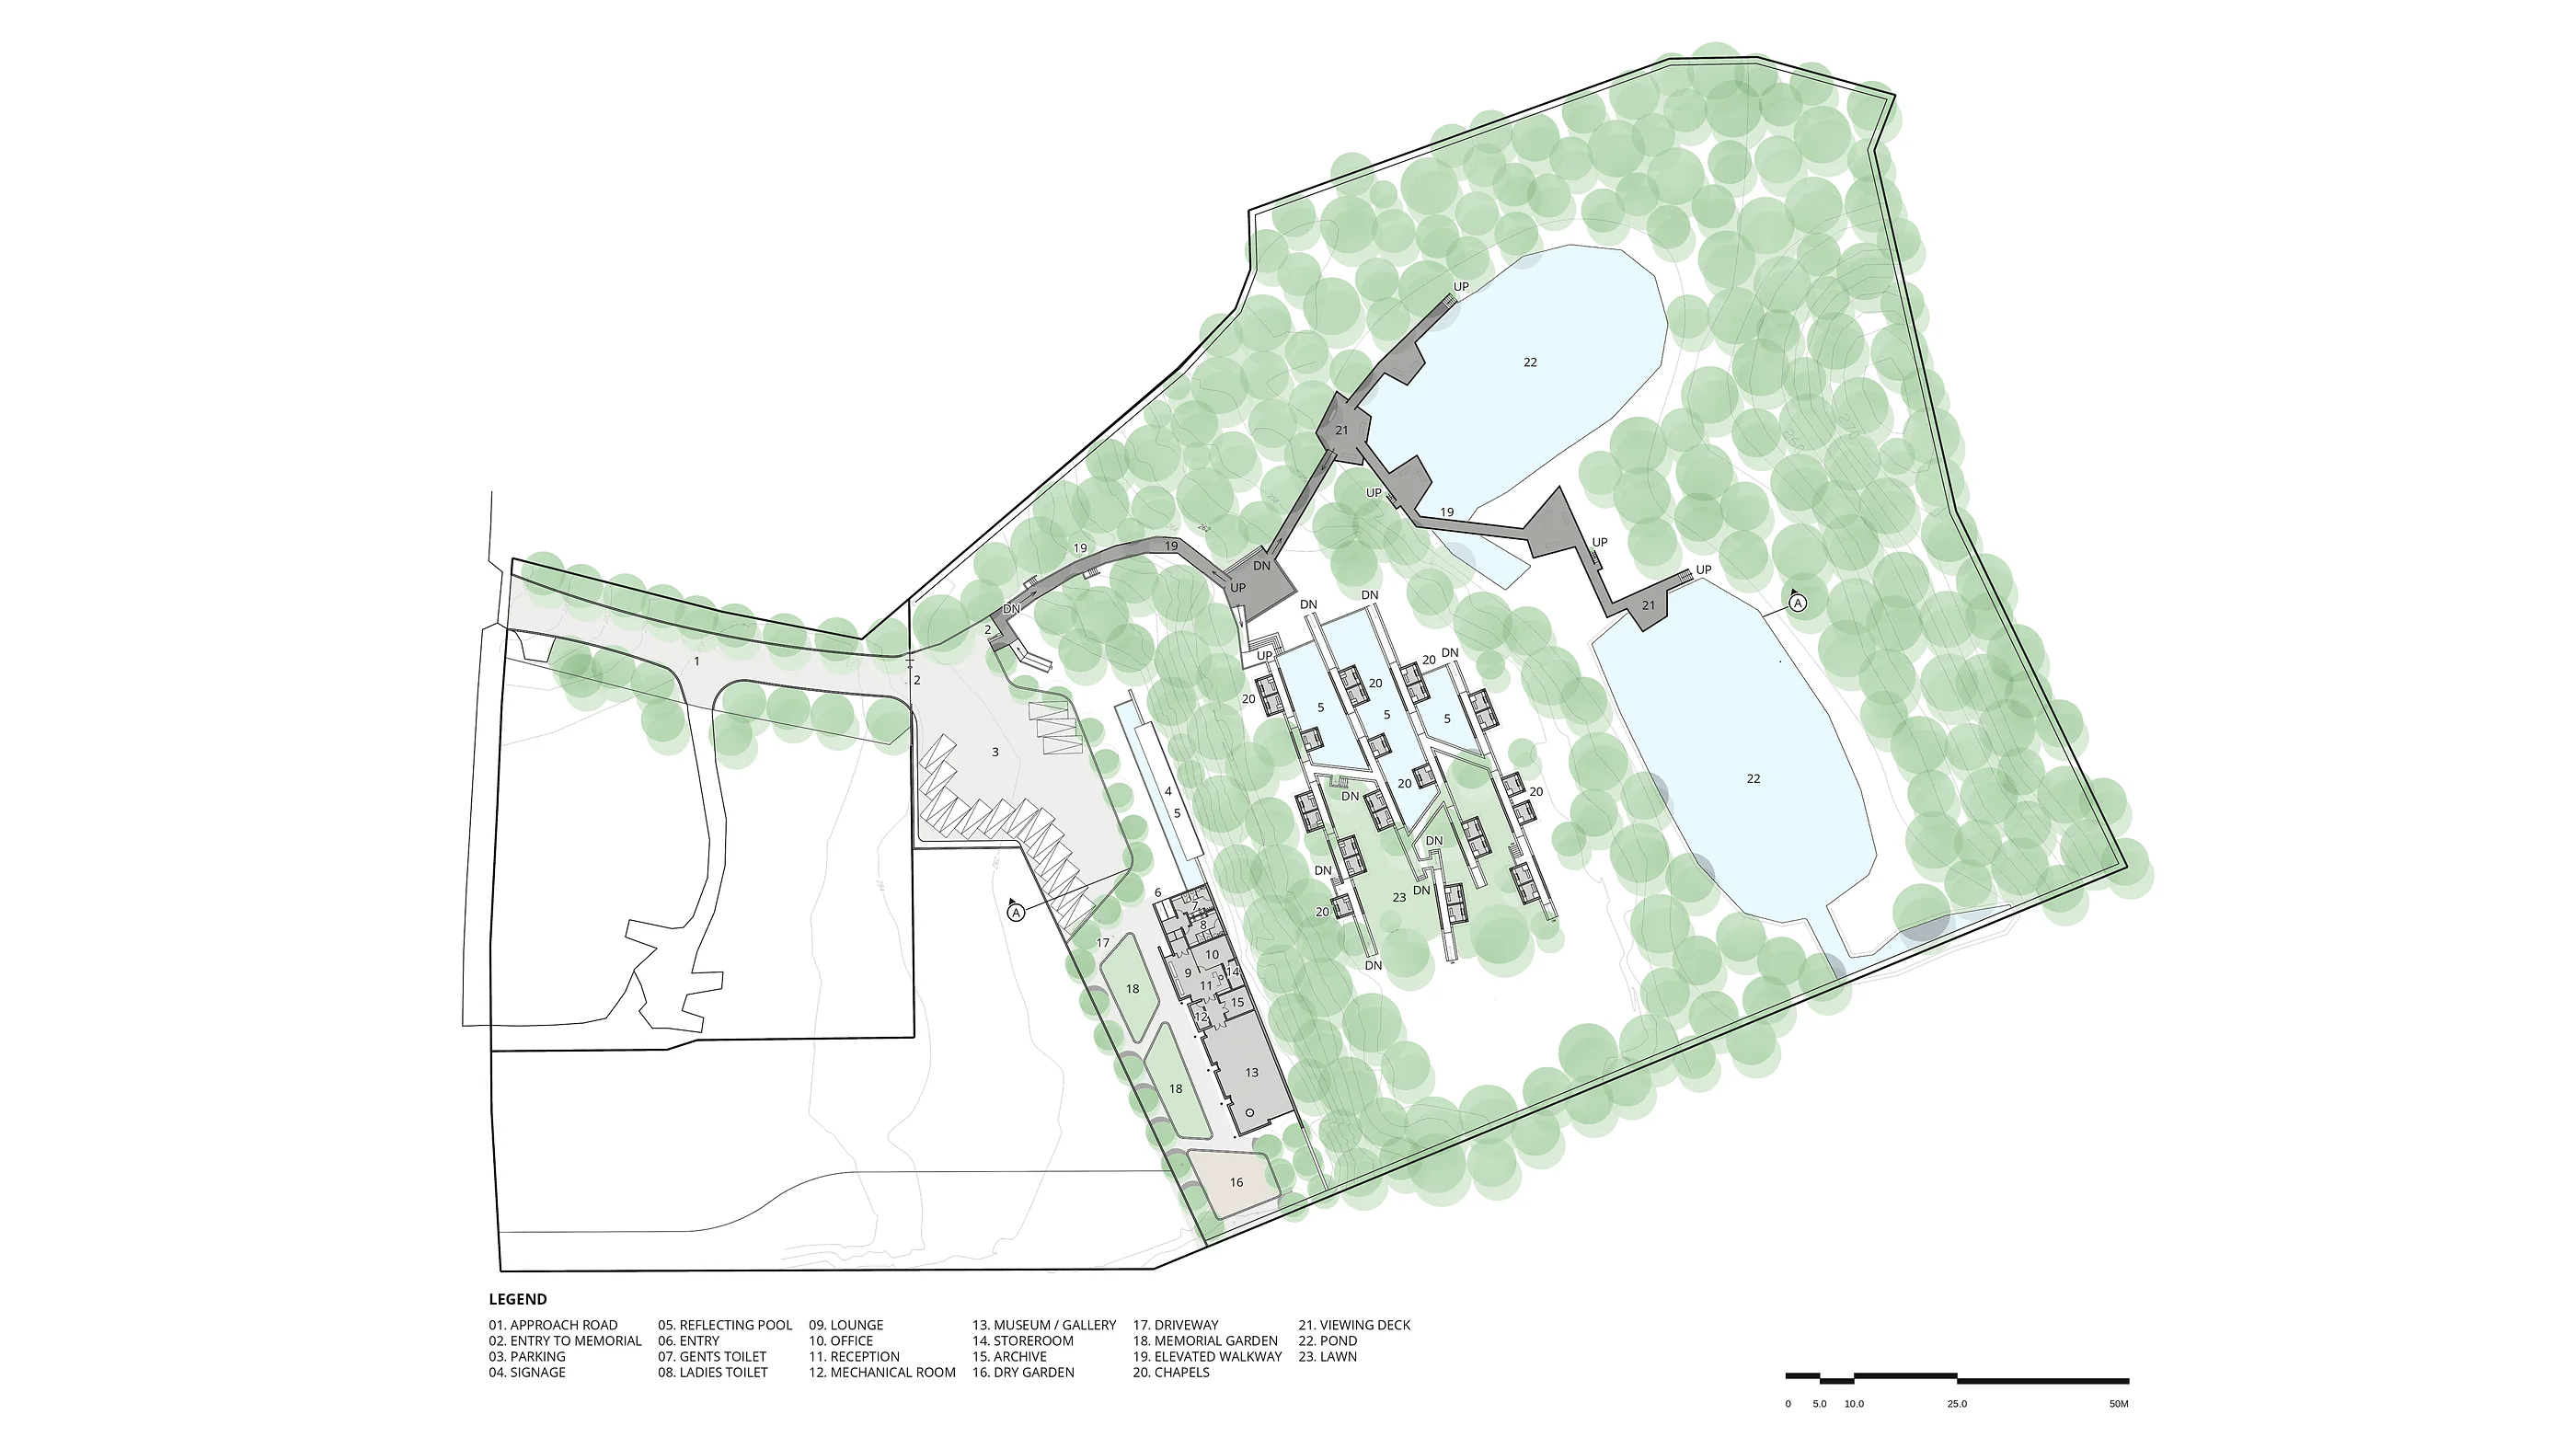 UP
22
21
UP
19
19
19
262
258
UP
DN
UP
UP
DN
2
DN
DN
21
A
1
2
UP
20
DN
20
20
5
5
5
3
22
4
5
20
20
DN
DN
DN
DN
23
20
6
7
8
A
17
10
DN
9
14
18
11
15
12
13
18
16
LEGEND
01. APPROACH ROAD
02. ENTRY TO MEMORIAL
03. PARKING
04. SIGNAGE
05. REFLECTING POOL
06. ENTRY
07. GENTS TOILET
08. LADIES TOILET
09. LOUNGE
10. OFFICE
11. RECEPTION
12. MECHANICAL ROOM
13. MUSEUM / GALLERY
14. STOREROOM
15. ARCHIVE
16. DRY GARDEN
17. DRIVEWAY
18. MEMORIAL GARDEN
19. ELEVATED WALKWAY
20. CHAPELS
21. VIEWING DECK
22. POND
23. LAWN
0 5.0 10.0 25.0 50M